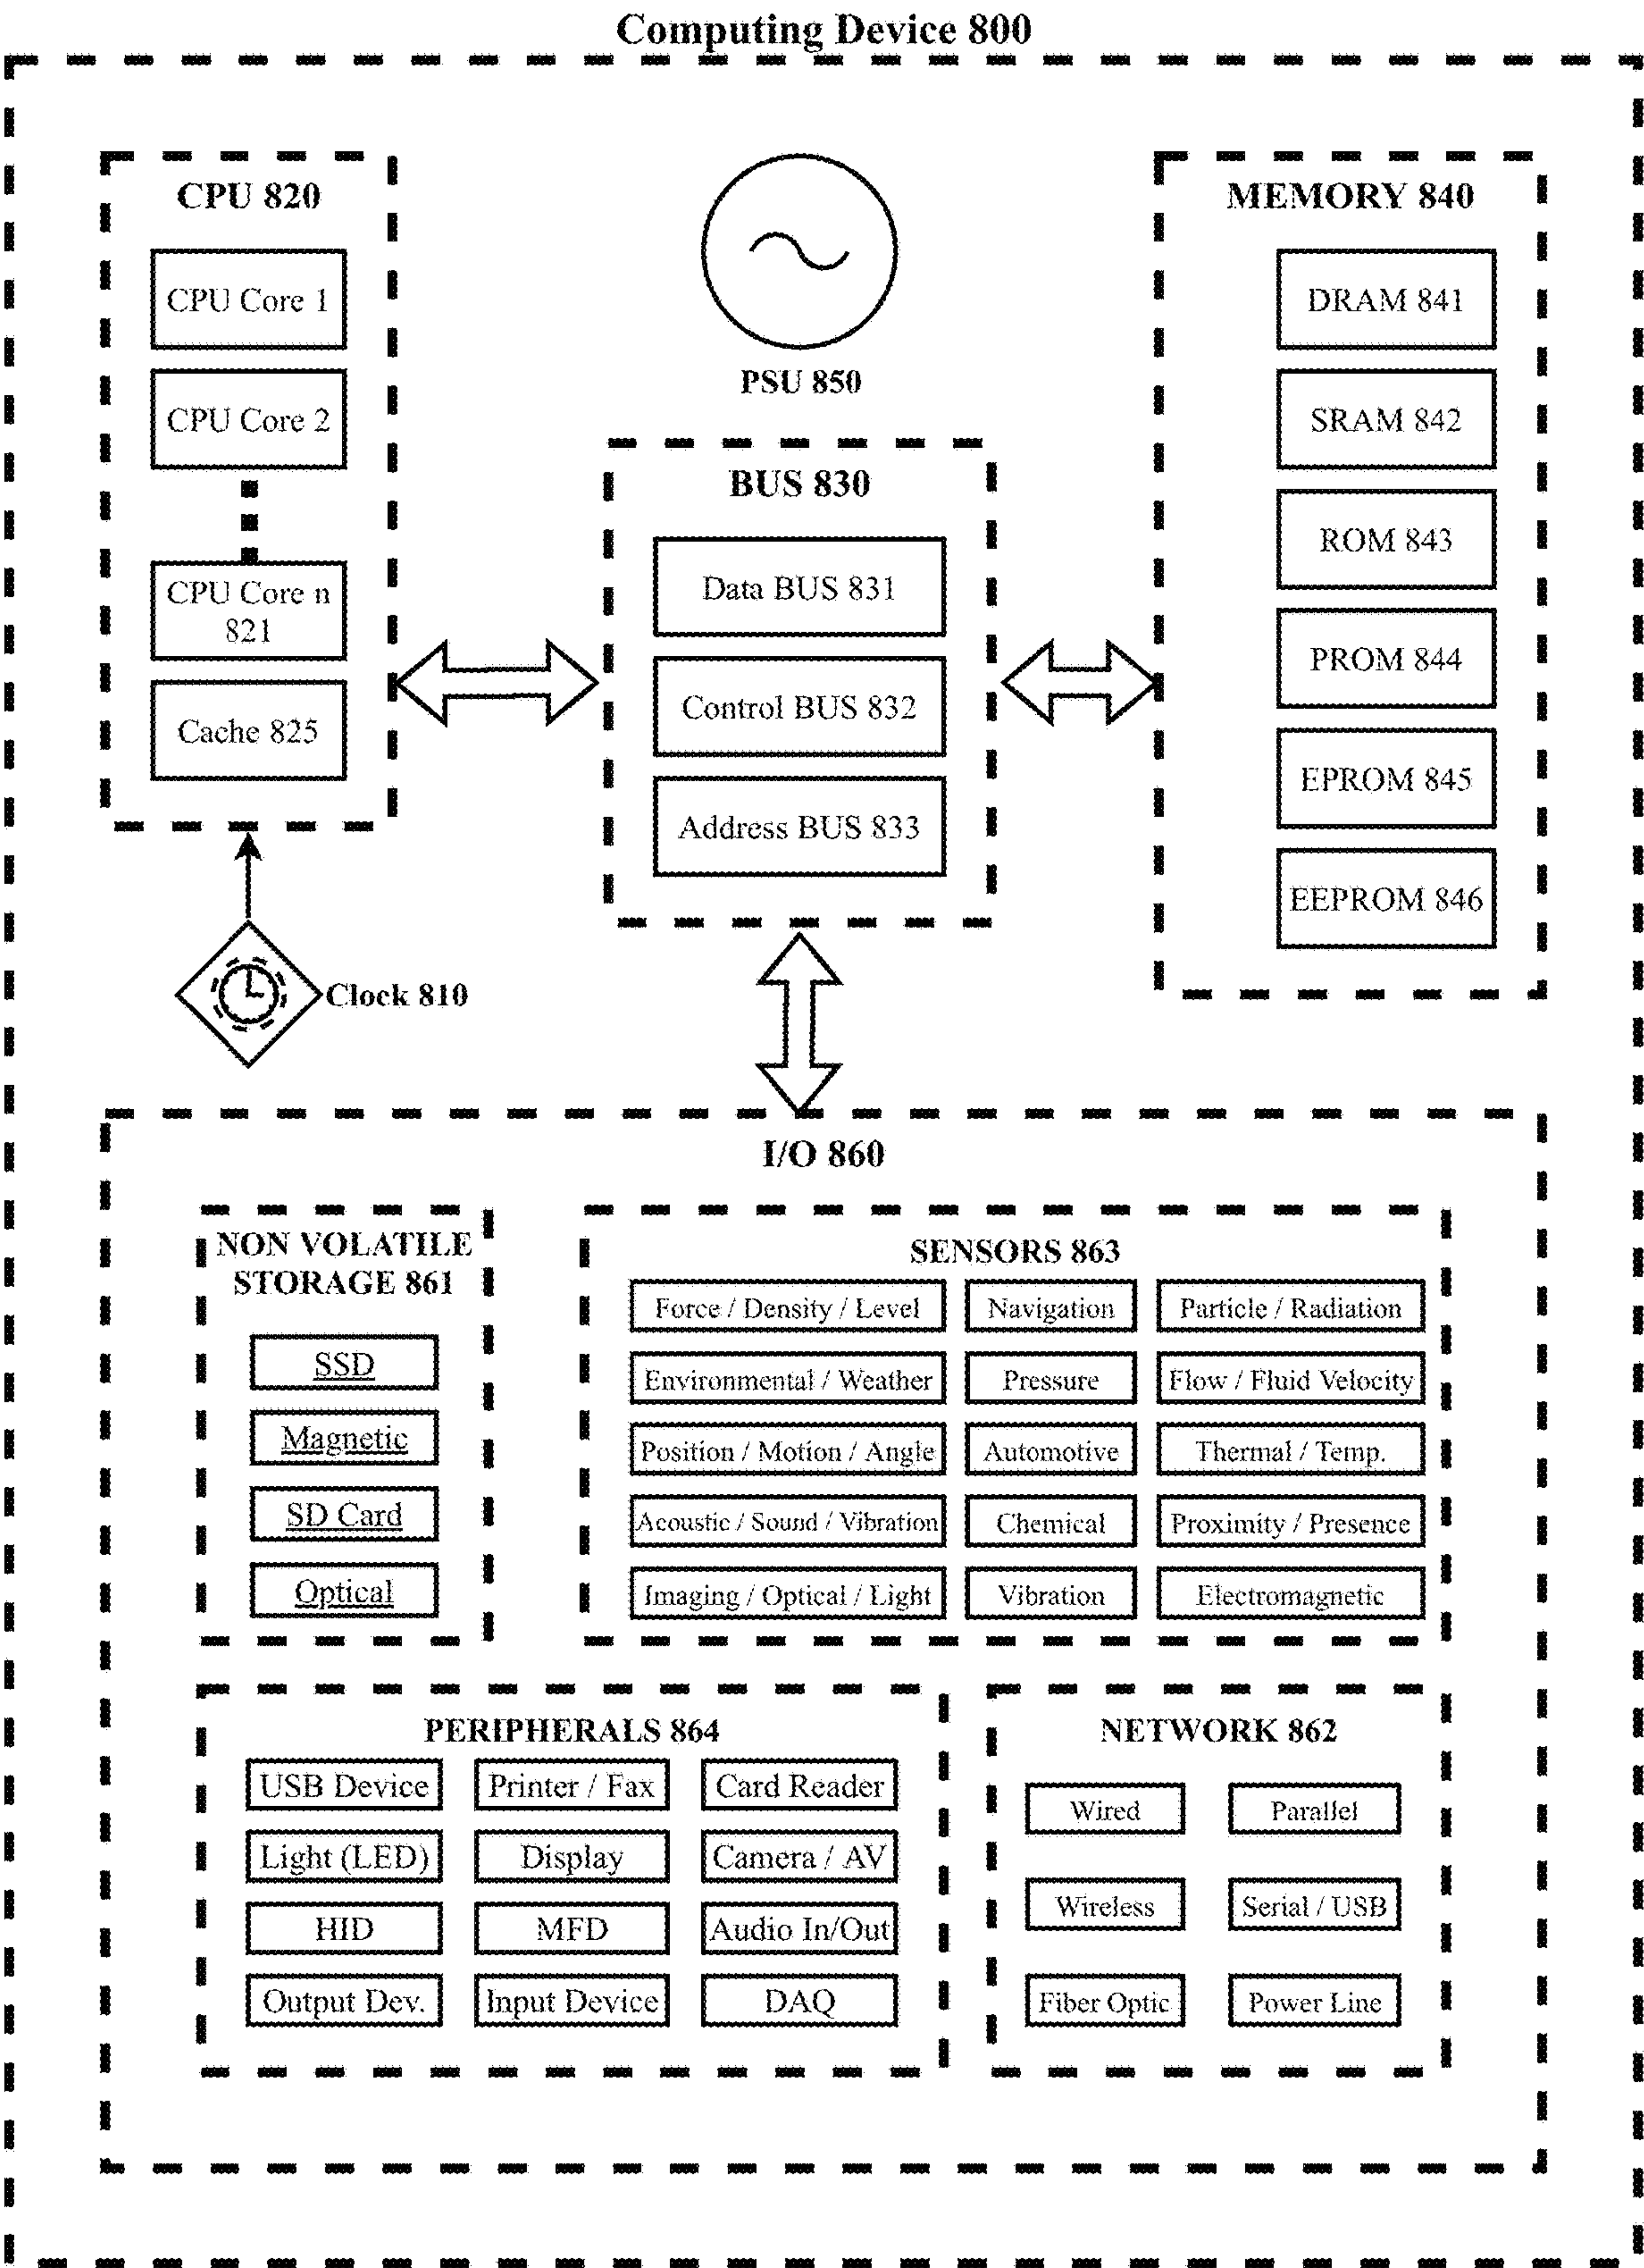 Computing Device 800
CPU 820
CPU Core 1
CPU Core 2
CPU Core n
821
Cache 825
Clock 810
PSU 850
BUS 830
Data BUS 831
Control BUS 832
Address BUS 833
MEMORY 840
DRAM 841
SRAM 842
ROM 843
PROM 844
EPROM 845
EEPROM 846
I/O 860
NON VOLATILE
STORAGE 861
SSD
Magnetic
SD Card
Optical
SENSORS 863
Force / Density / Level
Navigation
Particle / Radiation
Environmental / Weather
Pressure
Flow / Fluid Velocity
Position / Motion / Angle
Automotive
Thermal / Temp.
Acoustic / Sound / Vibration
Chemical
Proximity / Presence
Imaging / Optical / Light
Vibration
Electromagnetic
PERIPHERALS 864
USB Device
Printer / Fax
Card Reader
Light (LED)
Display
Camera / AV
HID
MFD
Audio In/Out
Output Dev.
Input Device
DAQ
NETWORK 862
Wired
Parallel
Wireless
Serial / USB
Fiber Optic
Power Line